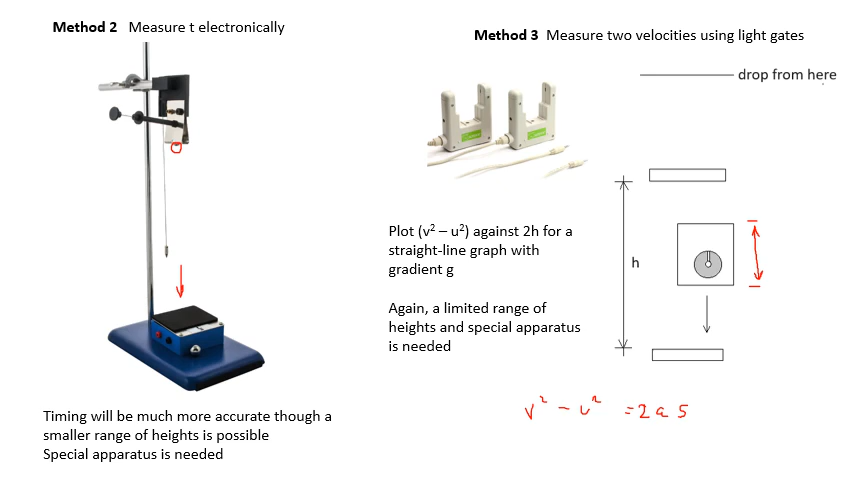 Method 2 Measure t electronically
Timing will be much more accurate though a
smaller range of heights is possible
Special apparatus is needed
Method 3 Measure two velocities using light gates
drop from here
Plot (v² – u²) against 2h for a
straight-line graph with
gradient g
Again, a limited range of
heights and special apparatus
is needed
h
v² - u² = 2as